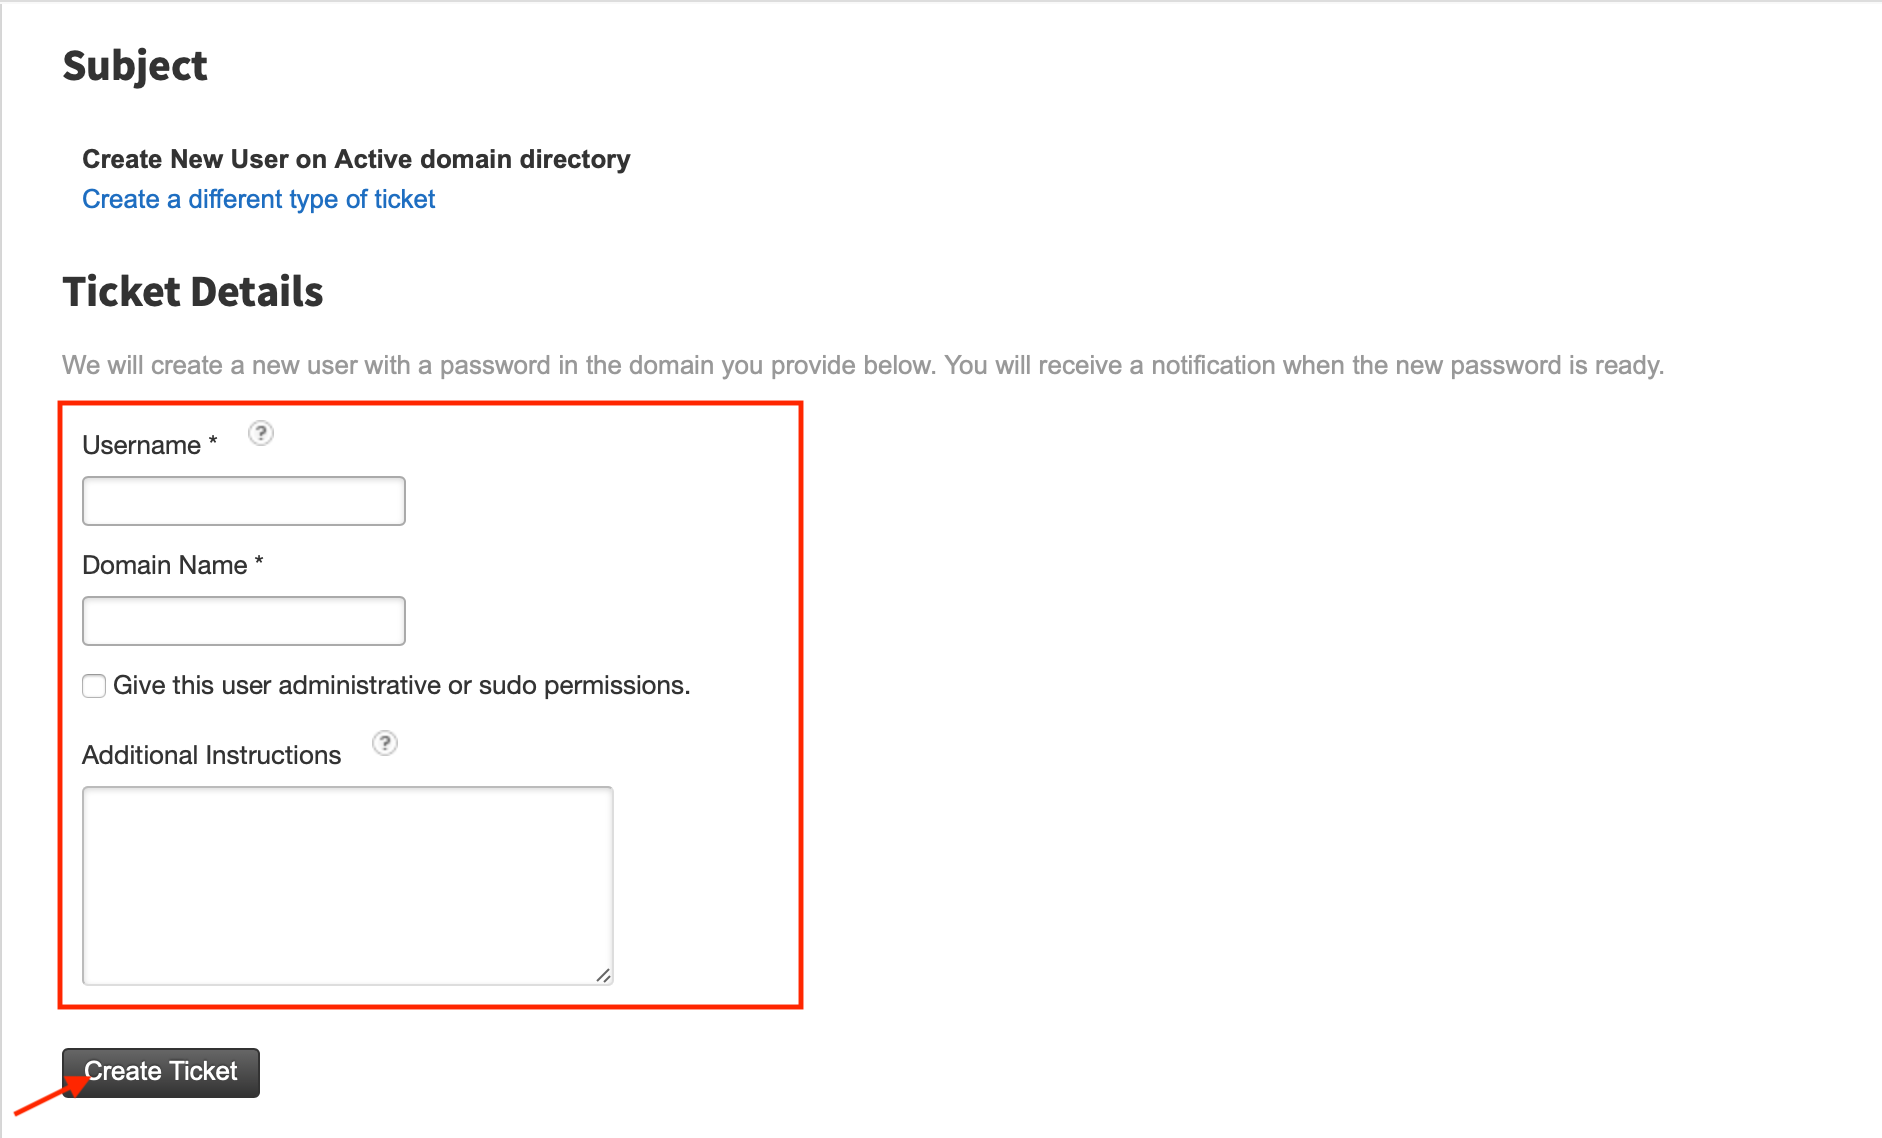 Subject
Create New User on Active domain directory
Create a different type of ticket
Ticket Details
We will create a new user with a password in the domain you provide below. You will receive a notification when the new password is ready.
Username * ?
Domain Name *
Give this user administrative or sudo permissions.
Additional Instructions ?
Create Ticket